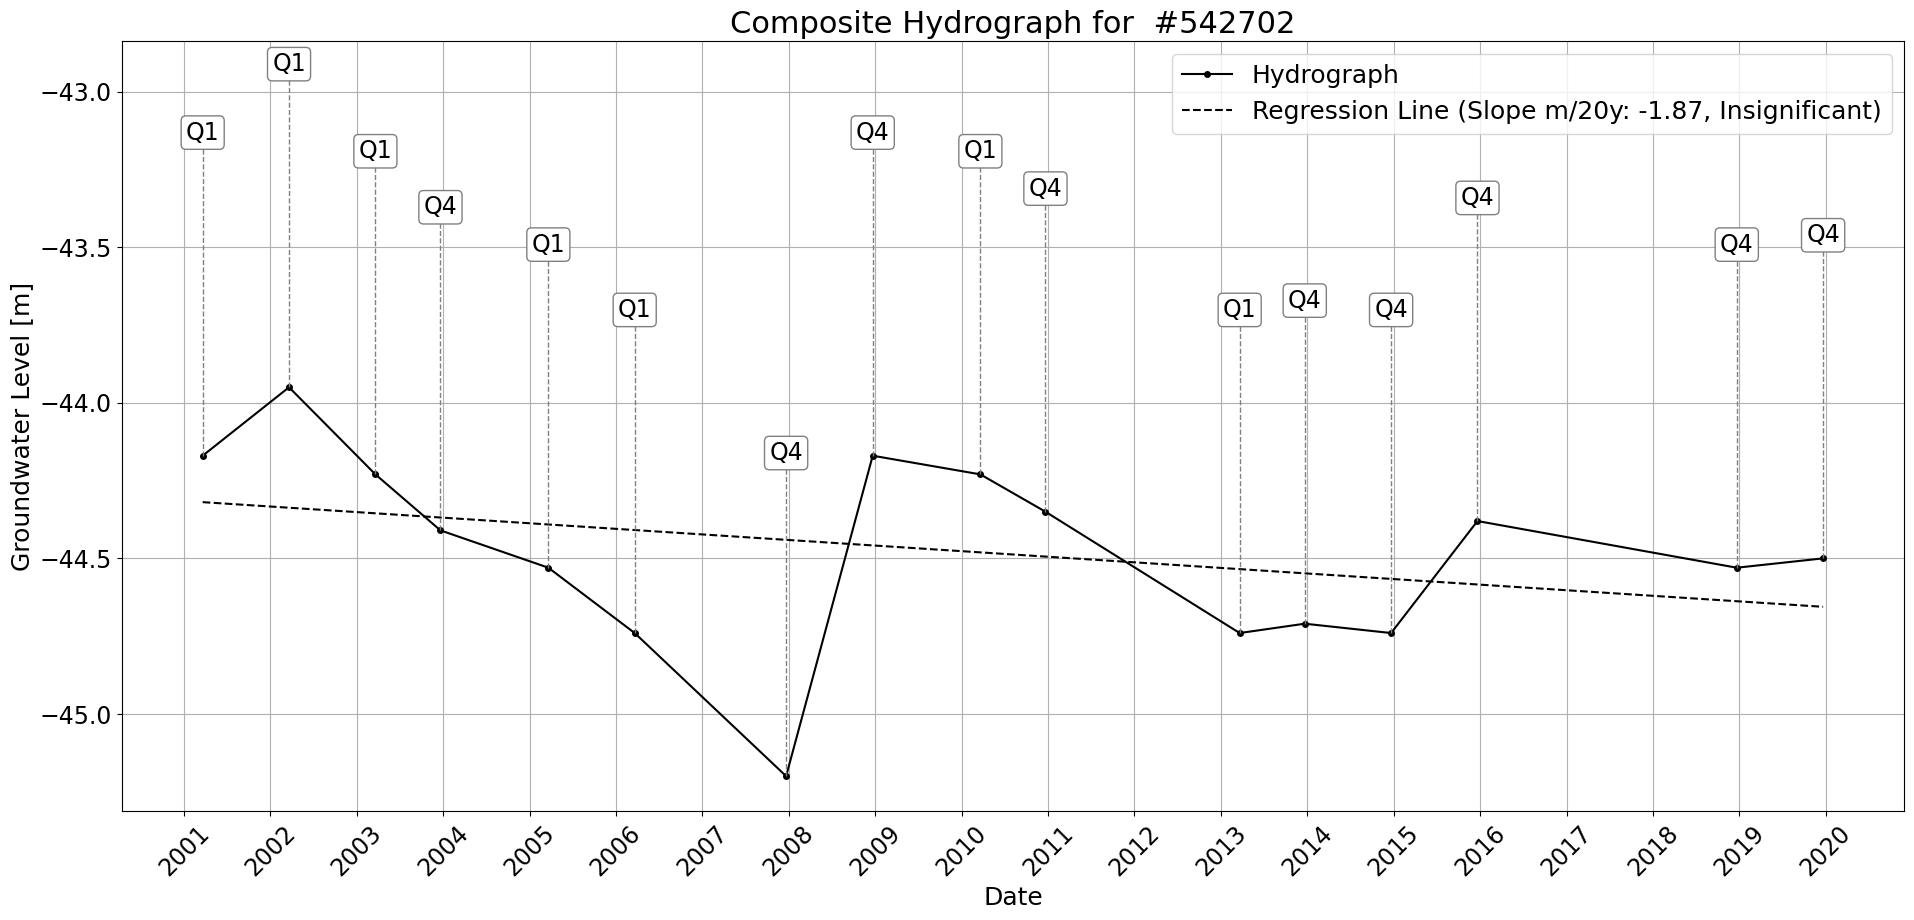 Composite Hydrograph for  #542702
Hydrograph
Regression Line (Slope m/20y: -1.87, Insignificant)
Q1
Q1
Q1
Q4
Q1
Q1
Q4
Q4
Q1
Q4
Q1
Q4
Q4
Q4
Q4
Q4
Groundwater Level [m]
−43.0
−43.5
−44.0
−44.5
−45.0
2001
2002
2003
2004
2005
2006
2007
2008
2009
2010
2011
2012
2013
2014
2015
2016
2017
2018
2019
2020
Date